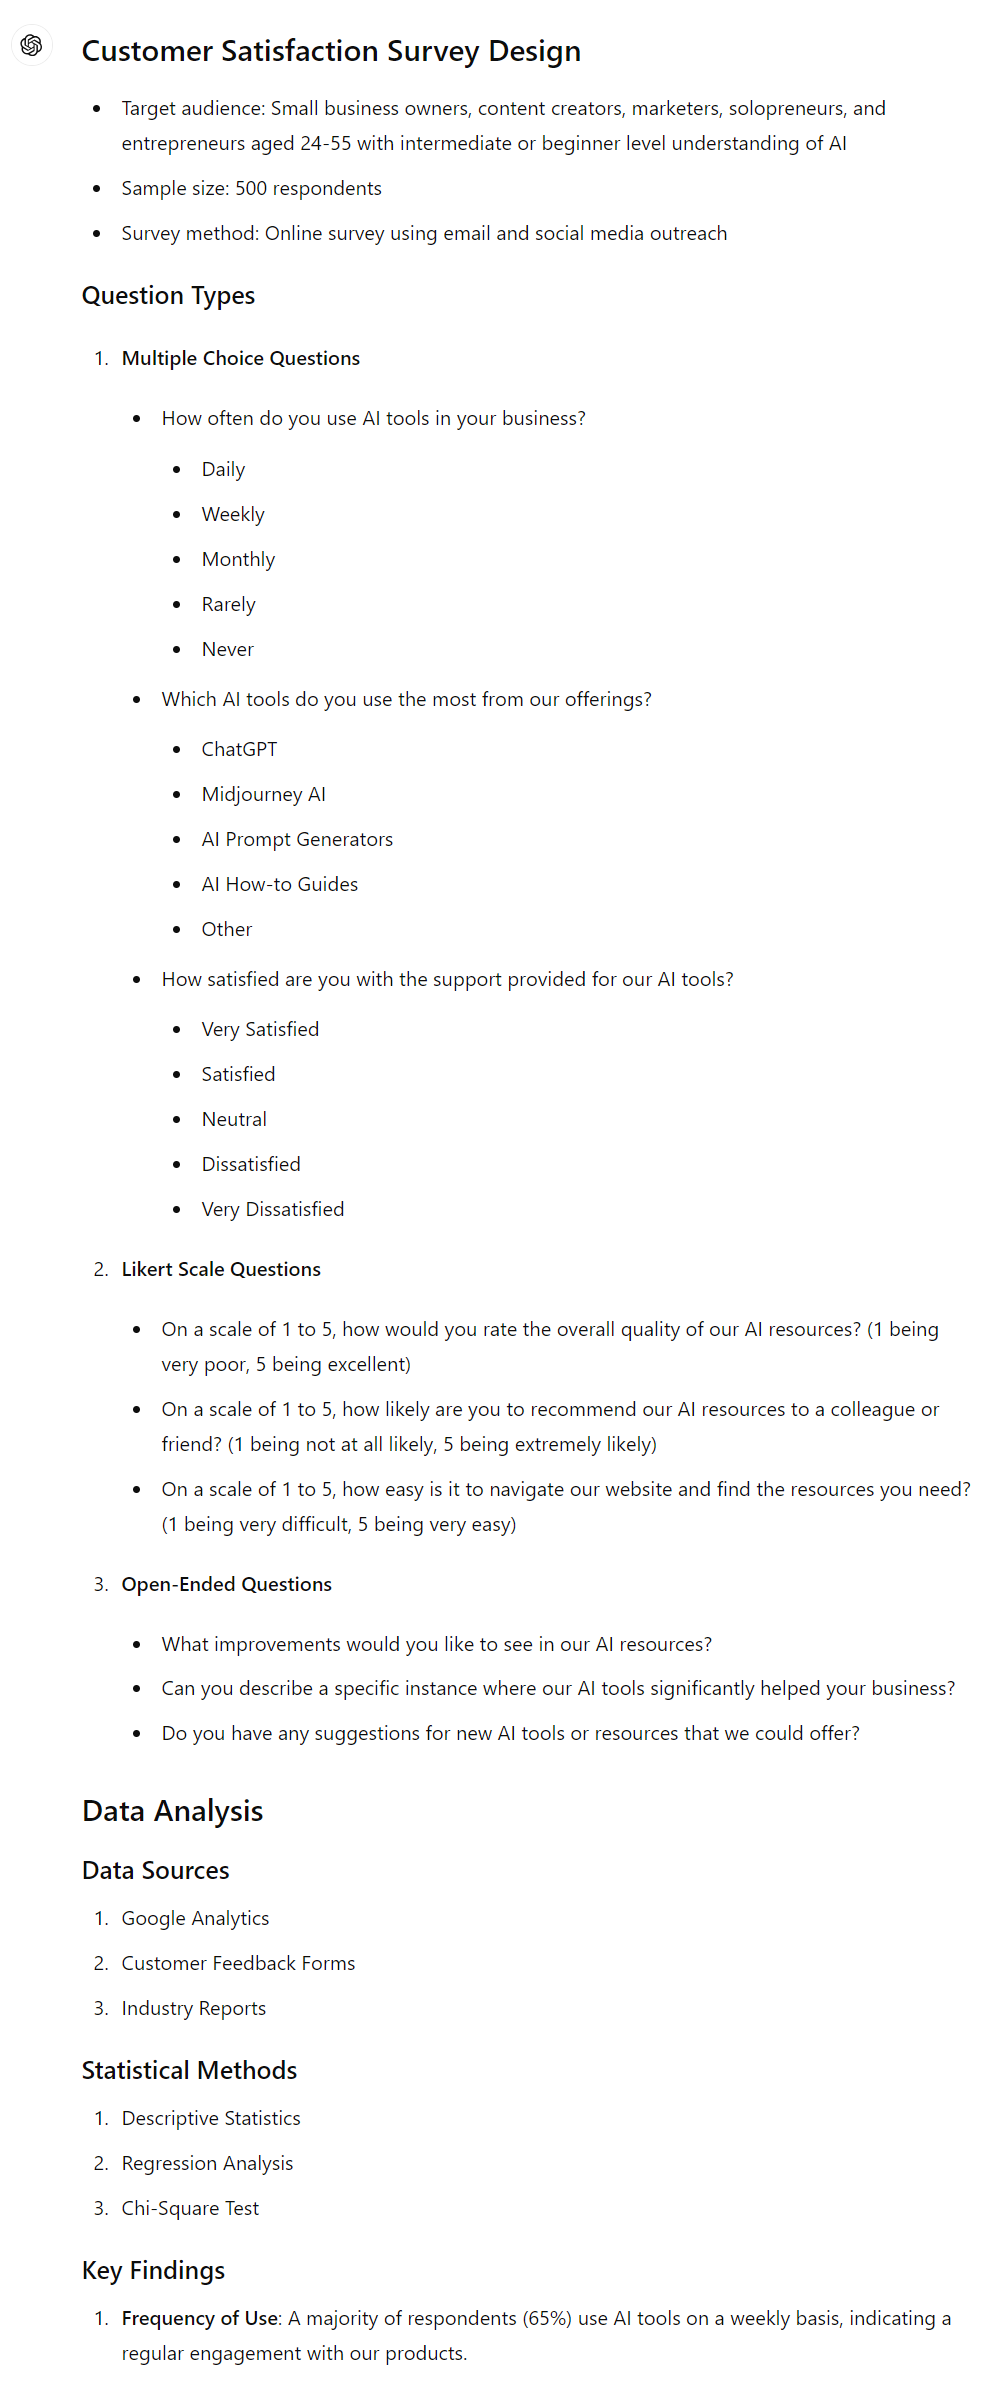 Customer Satisfaction Survey Design
• Target audience: Small business owners, content creators, marketers, solopreneurs, and
entrepreneurs aged 24-55 with intermediate or beginner level understanding of AI
• Sample size: 500 respondents
• Survey method: Online survey using email and social media outreach
Question Types
1. Multiple Choice Questions
• How often do you use AI tools in your business?
• Daily
• Weekly
• Monthly
• Rarely
• Never
• Which AI tools do you use the most from our offerings?
• ChatGPT
• Midjourney AI
• AI Prompt Generators
• AI How-to Guides
• Other
• How satisfied are you with the support provided for our AI tools?
• Very Satisfied
• Satisfied
• Neutral
• Dissatisfied
• Very Dissatisfied
2. Likert Scale Questions
• On a scale of 1 to 5, how would you rate the overall quality of our AI resources? (1 being
very poor, 5 being excellent)
• On a scale of 1 to 5, how likely are you to recommend our AI resources to a colleague or
friend? (1 being not at all likely, 5 being extremely likely)
• On a scale of 1 to 5, how easy is it to navigate our website and find the resources you need?
(1 being very difficult, 5 being very easy)
3. Open-Ended Questions
• What improvements would you like to see in our AI resources?
• Can you describe a specific instance where our AI tools significantly helped your business?
• Do you have any suggestions for new AI tools or resources that we could offer?
Data Analysis
Data Sources
1. Google Analytics
2. Customer Feedback Forms
3. Industry Reports
Statistical Methods
1. Descriptive Statistics
2. Regression Analysis
3. Chi-Square Test
Key Findings
1. Frequency of Use: A majority of respondents (65%) use AI tools on a weekly basis, indicating a
regular engagement with our products.